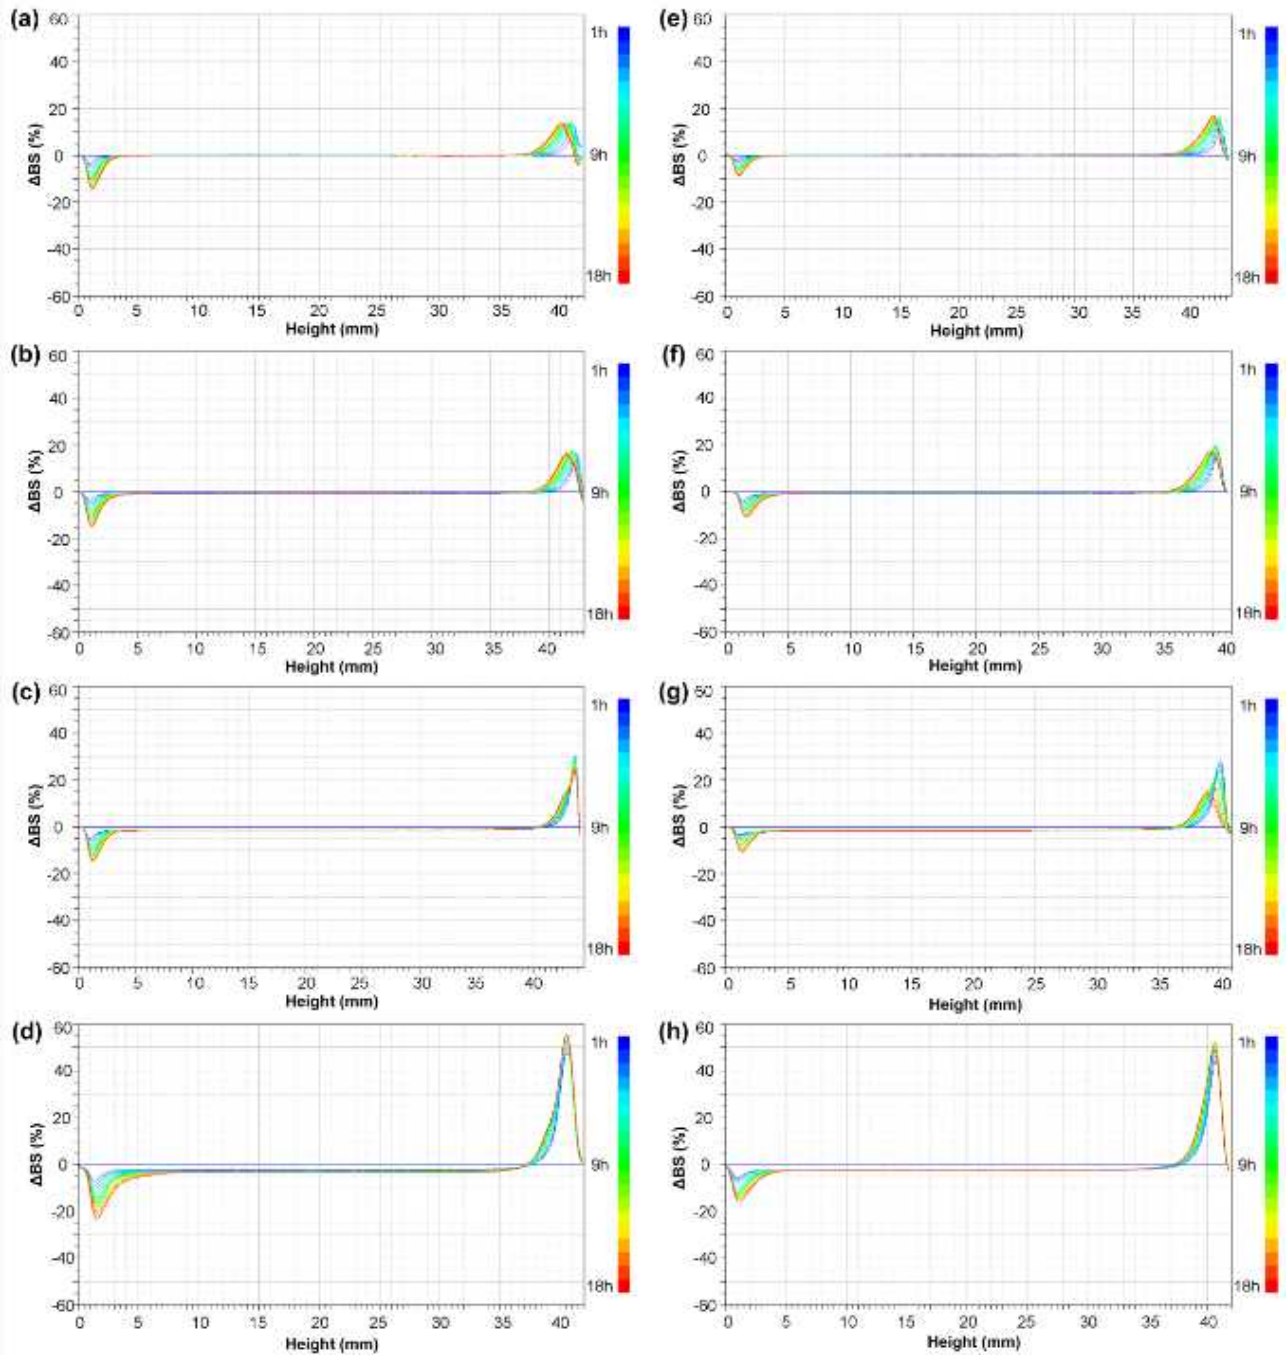 (a) 60 40 20 0 -20 -40 -60
ΔBS (%)
0 5 10 15 20 25 30 35 40
Height (mm)
1h 9h 18h
(e) 60 40 20 0 -20 -40 -60
ΔBS (%)
0 5 10 15 20 25 30 35 40
Height (mm)
1h 9h 18h
(b) 60 40 20 0 -20 -40 -60
ΔBS (%)
0 5 10 15 20 25 30 35 40
Height (mm)
1h 9h 18h
(f) 60 40 20 0 -20 -40 -60
ΔBS (%)
0 5 10 15 20 25 30 35 40
Height (mm)
1h 9h 18h
(c) 60 40 20 0 -20 -40 -60
ΔBS (%)
0 5 10 15 20 25 30 35 40
Height (mm)
1h 9h 18h
(g) 60 40 20 0 -20 -40 -60
ΔBS (%)
0 5 10 15 20 25 30 35 40
Height (mm)
1h 9h 18h
(d) 60 40 20 0 -20 -40 -60
ΔBS (%)
0 5 10 15 20 25 30 35 40
Height (mm)
1h 9h 18h
(h) 60 40 20 0 -20 -40 -60
ΔBS (%)
0 5 10 15 20 25 30 35 40
Height (mm)
1h 9h 18h